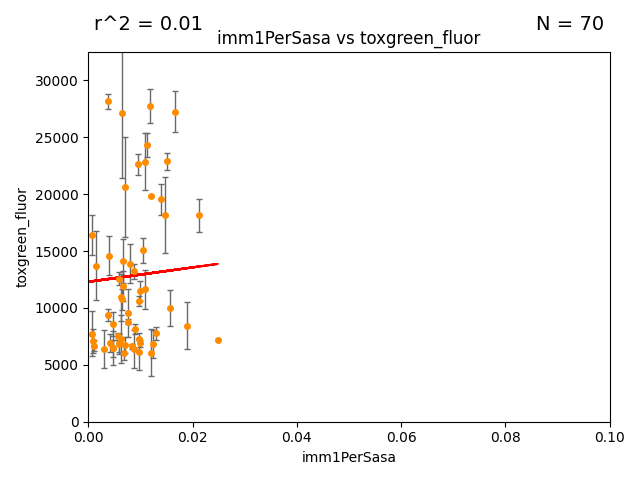 r^2 = 0.01
N = 70
imm1PerSasa vs toxgreen_fluor
30000
25000
20000
15000
10000
5000
0
toxgreen_fluor
0.00
0.02
0.04
0.06
0.08
0.10
imm1PerSasa